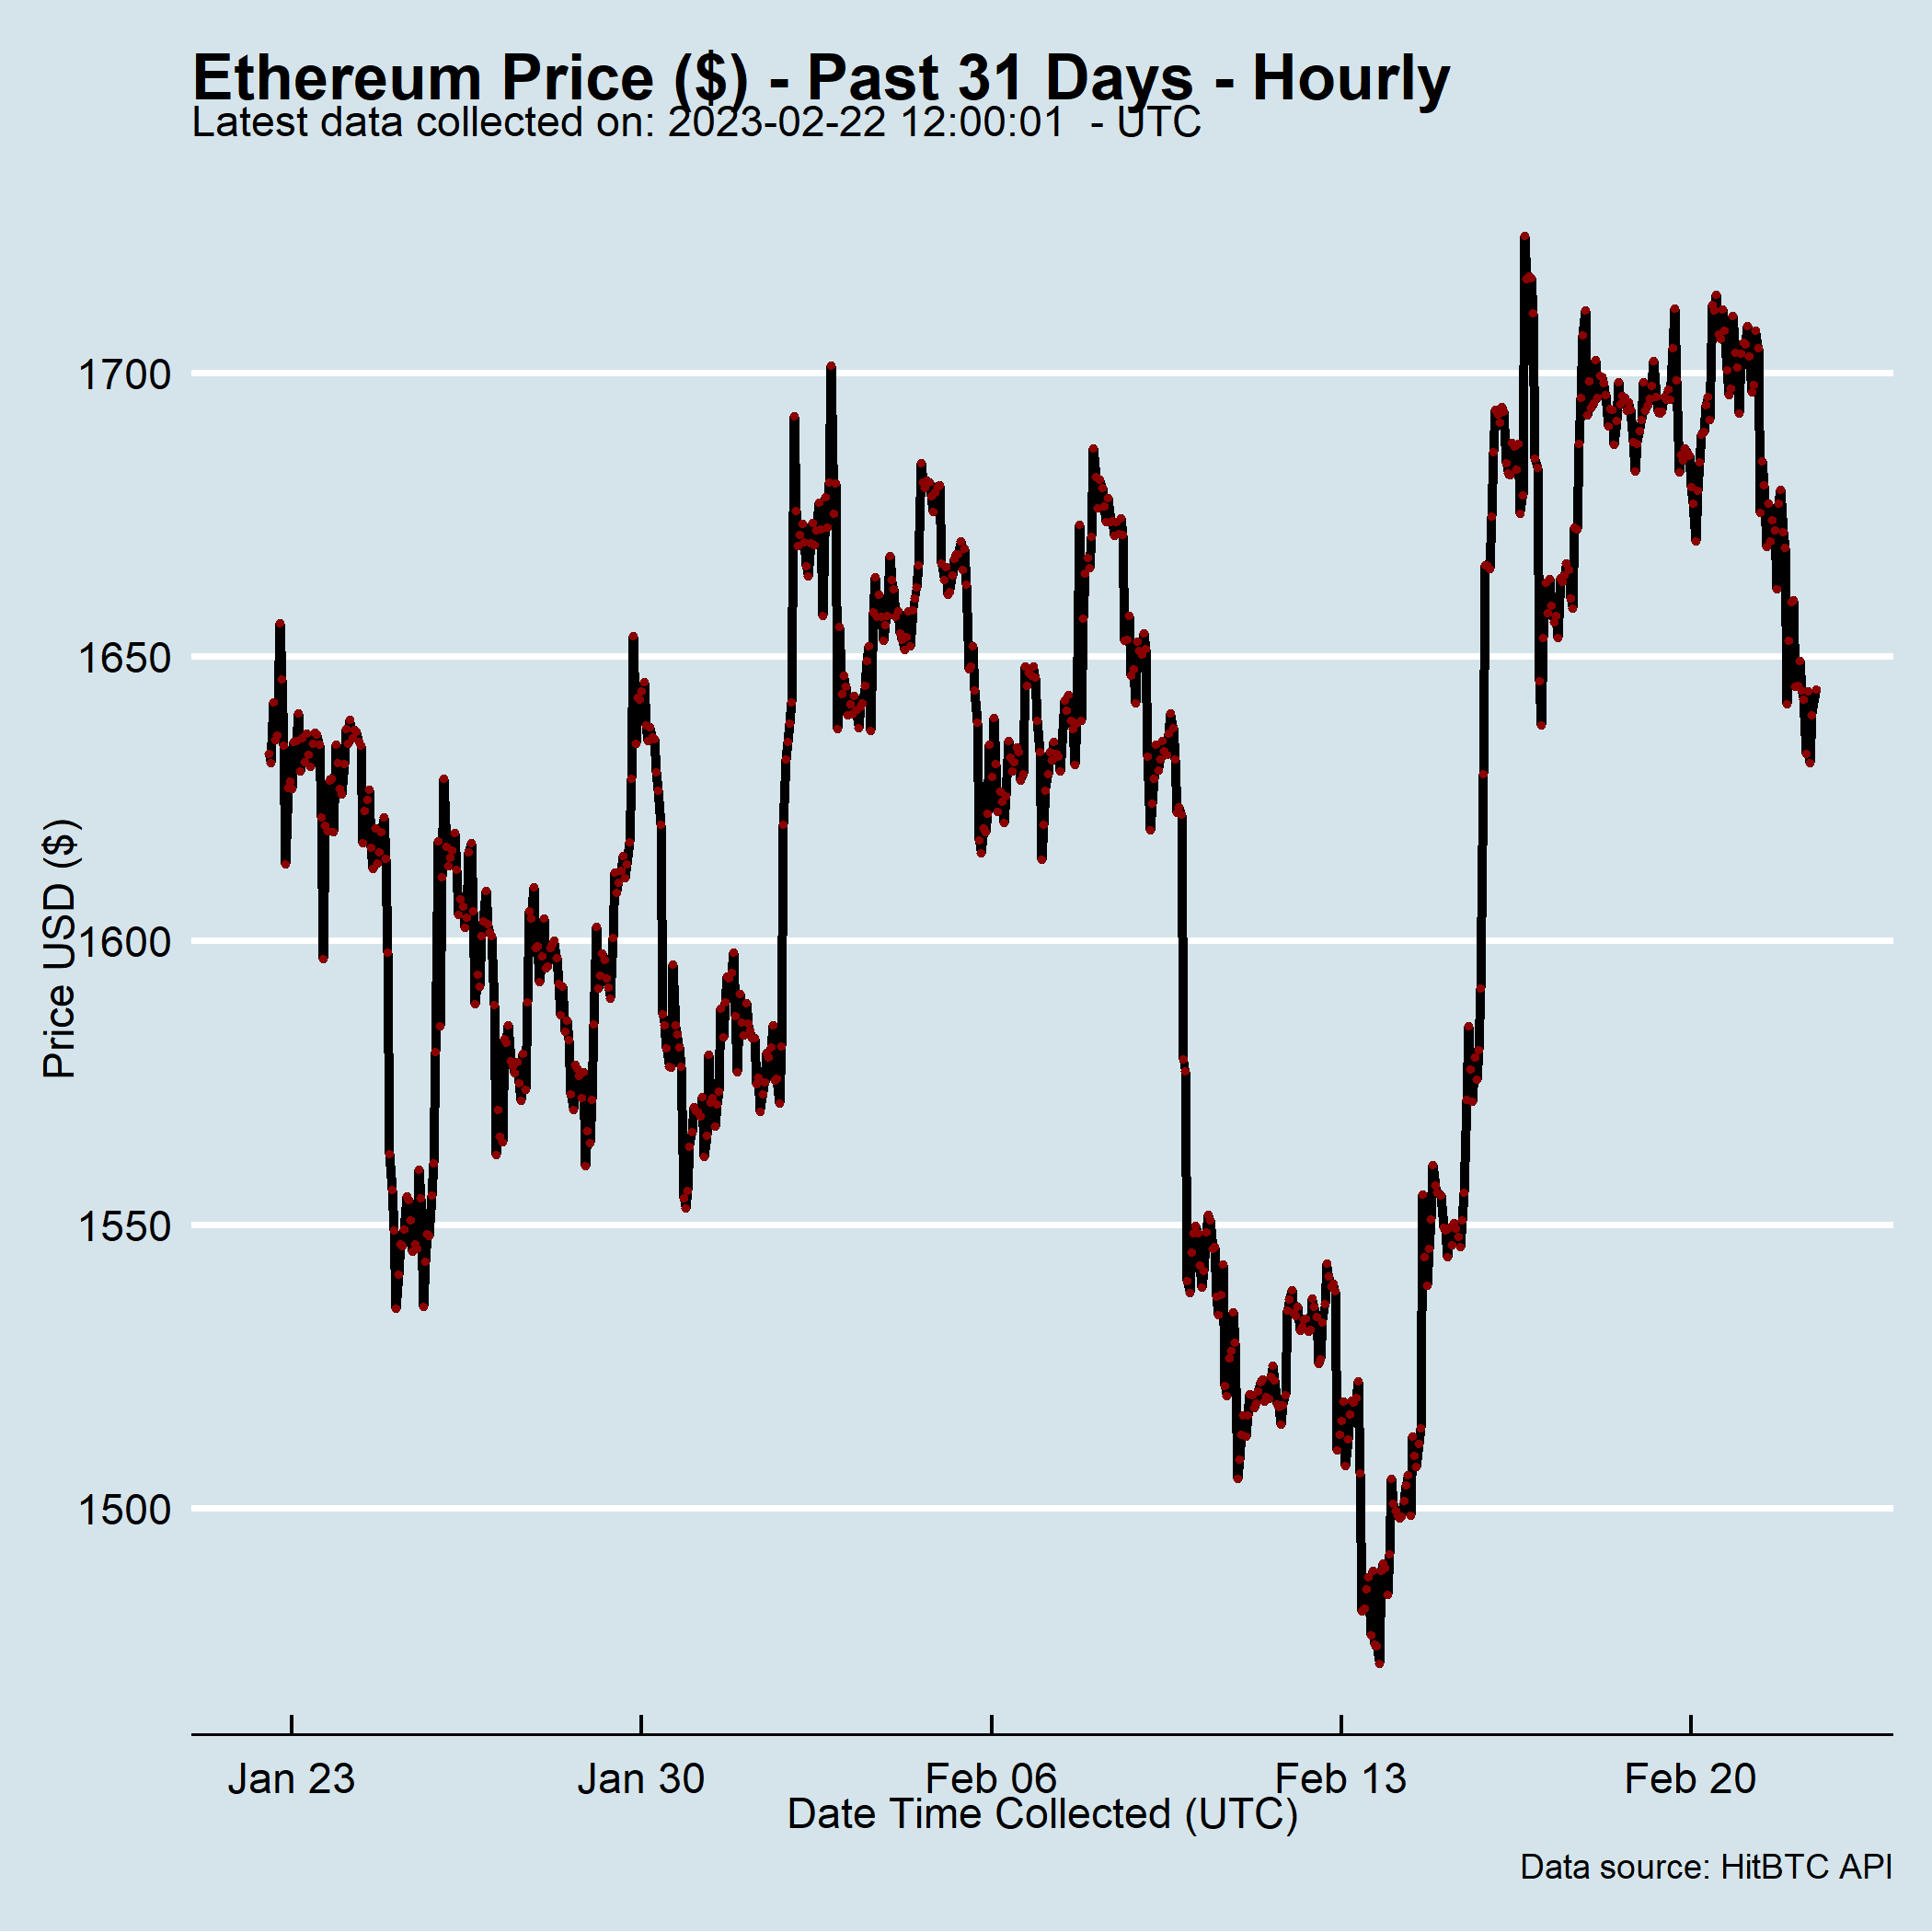 Ethereum Price ($) - Past 31 Days - Hourly
Latest data collected on: 2023-02-22 12:00:01  - UTC
1700
1650
1600
1550
1500
Price USD ($)
Jan 23
Jan 30
Feb 06
Feb 13
Feb 20
Date Time Collected (UTC)
Data source: HitBTC API